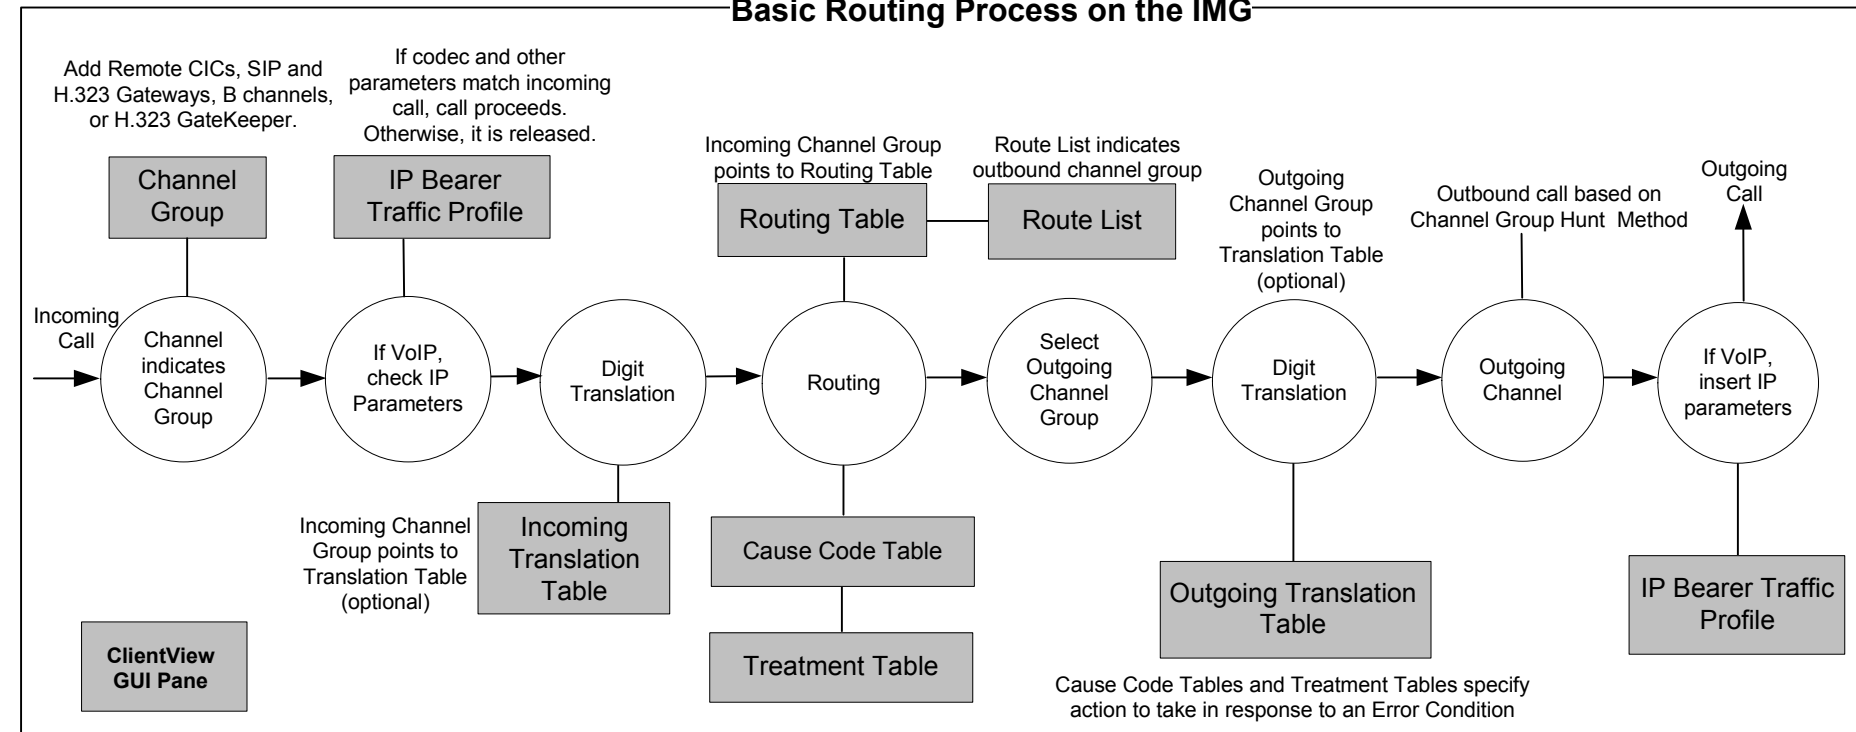 Basic Routing Process on the IMG
Add Remote CICs, SIP and
H.323 Gateways, B channels,
or H.323 GateKeeper.
If codec and other
parameters match incoming
call, call proceeds.
Otherwise, it is released.
Channel
Group
IP Bearer
Traffic Profile
Incoming Channel Group
points to Routing Table
Routing Table
Route List indicates
outbound channel group
Route List
Outgoing
Channel Group
points to
Translation Table
(optional)
Outbound call based on
Channel Group Hunt Method
Outgoing
Call
Incoming
Call
Channel
indicates
Channel
Group
If VoIP,
check IP
Parameters
Digit
Translation
Routing
Select
Outgoing
Channel
Group
Digit
Translation
Outgoing
Channel
If VoIP,
insert IP
parameters
Incoming Channel
Group points to
Translation Table
(optional)
Incoming
Translation
Table
Cause Code Table
Treatment Table
Outgoing Translation
Table
IP Bearer Traffic
Profile
ClientView
GUI Pane
Cause Code Tables and Treatment Tables specify
action to take in response to an Error Condition